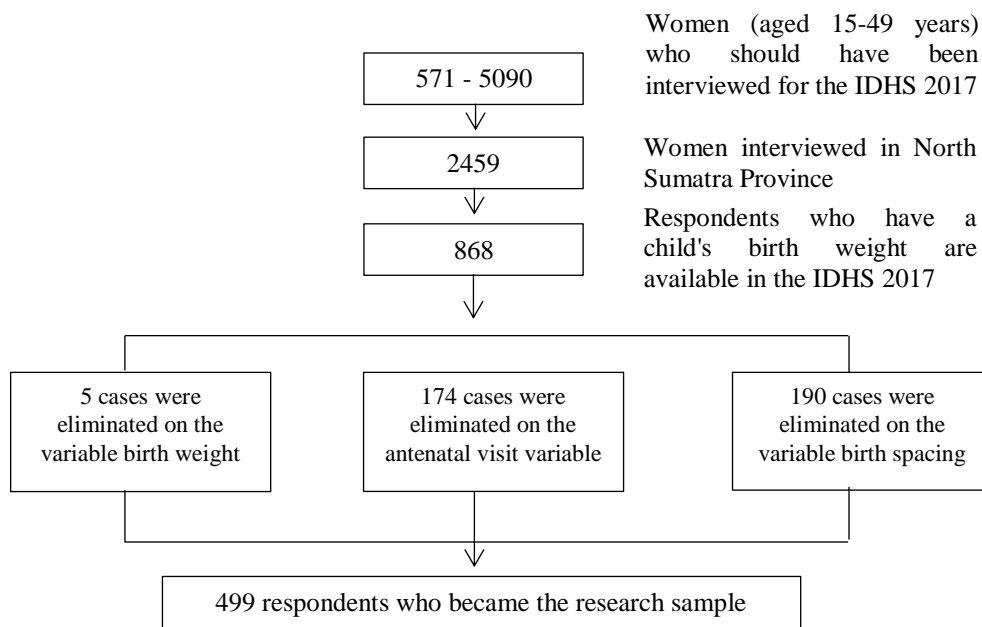 Women (aged 15-49 years)
who should have been
interviewed for the IDHS 2017
571 - 5090
2459
Women interviewed in North
Sumatra Province
868
Respondents who have a
child's birth weight are
available in the IDHS 2017
5 cases were
eliminated on the
variable birth weight
174 cases were
eliminated on the
antenatal visit variable
190 cases were
eliminated on the
variable birth spacing
499 respondents who became the research sample